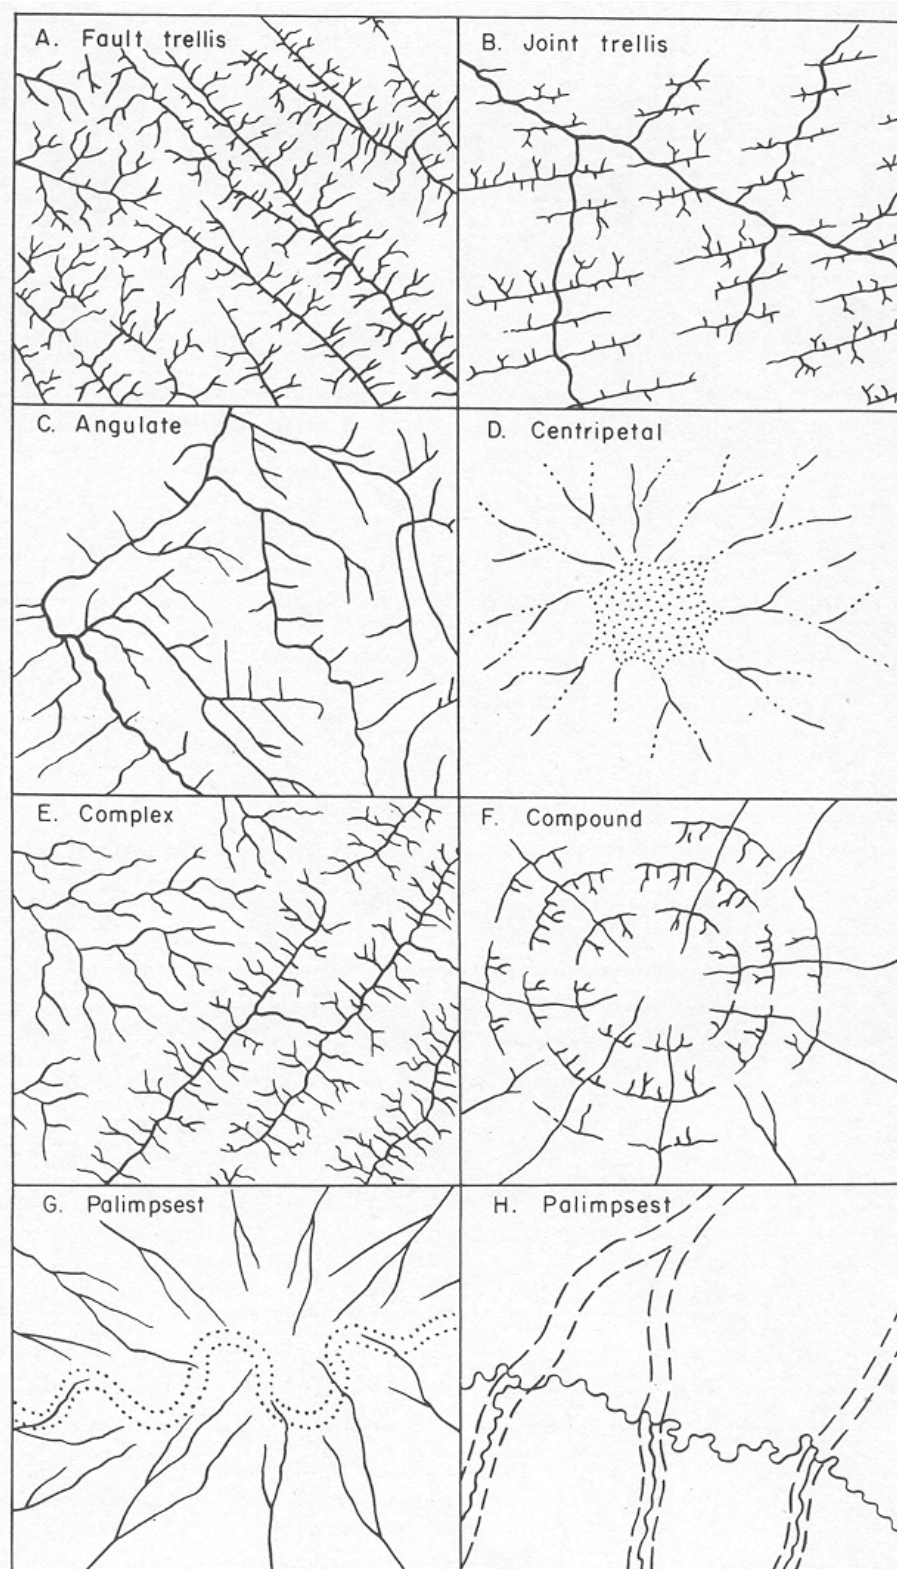 A. Fault trellis
B. Joint trellis
C. Angulate
D. Centripetal
E. Complex
F. Compound
G. Palimpsest
H. Palimpsest